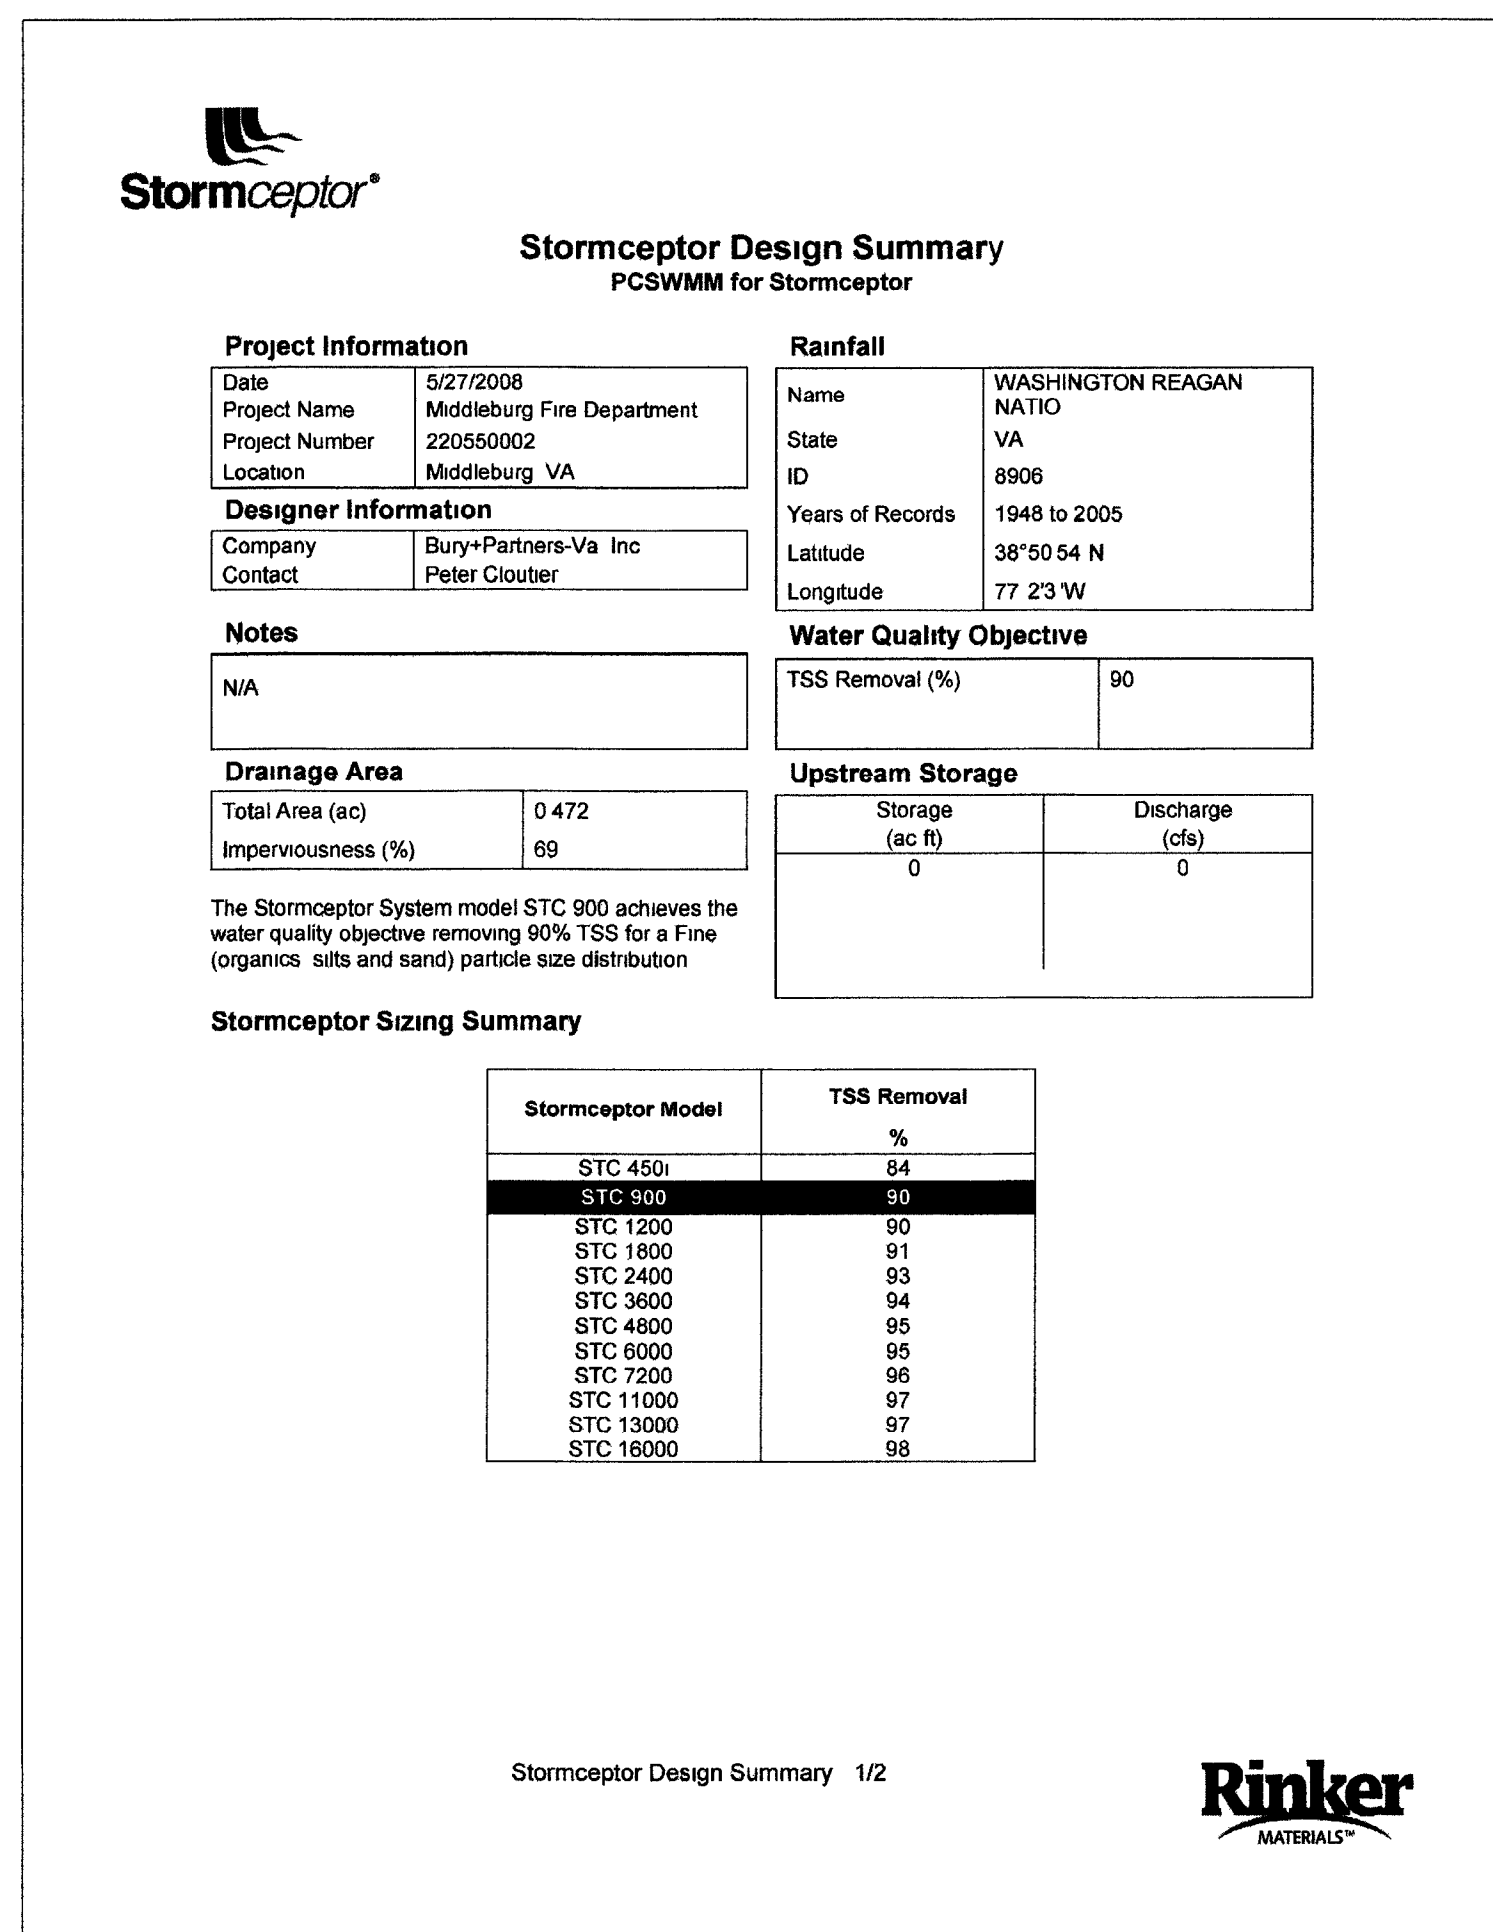 Stormceptor®
Stormceptor Design Summary
PCSWMM for Stormceptor
Project Information
Date 5/27/2008
Project Name Middleburg Fire Department
Project Number 220550002
Location Middleburg VA
Designer Information
Company Bury+Partners-Va Inc
Contact Peter Cloutier
Notes
N/A
Drainage Area
Total Area (ac) 0 472
Imperviousness (%) 69
The Stormceptor System model STC 900 achieves the
water quality objective removing 90% TSS for a Fine
(organics silts and sand) particle size distribution
Rainfall
Name WASHINGTON REAGAN
NATIO
State VA
ID 8906
Years of Records 1948 to 2005
Latitude 38°50 54 N
Longitude 77 2'3 'W
Water Quality Objective
TSS Removal (%) 90
Upstream Storage
Storage Discharge
(ac ft) (cfs)
0 0
Stormceptor Sizing Summary
Stormceptor Model TSS Removal
%
STC 450i 84
STC 900 90
STC 1200 90
STC 1800 91
STC 2400 93
STC 3600 94
STC 4800 95
STC 6000 95
STC 7200 96
STC 11000 97
STC 13000 97
STC 16000 98
Stormceptor Design Summary 1/2
Rinker
MATERIALS™